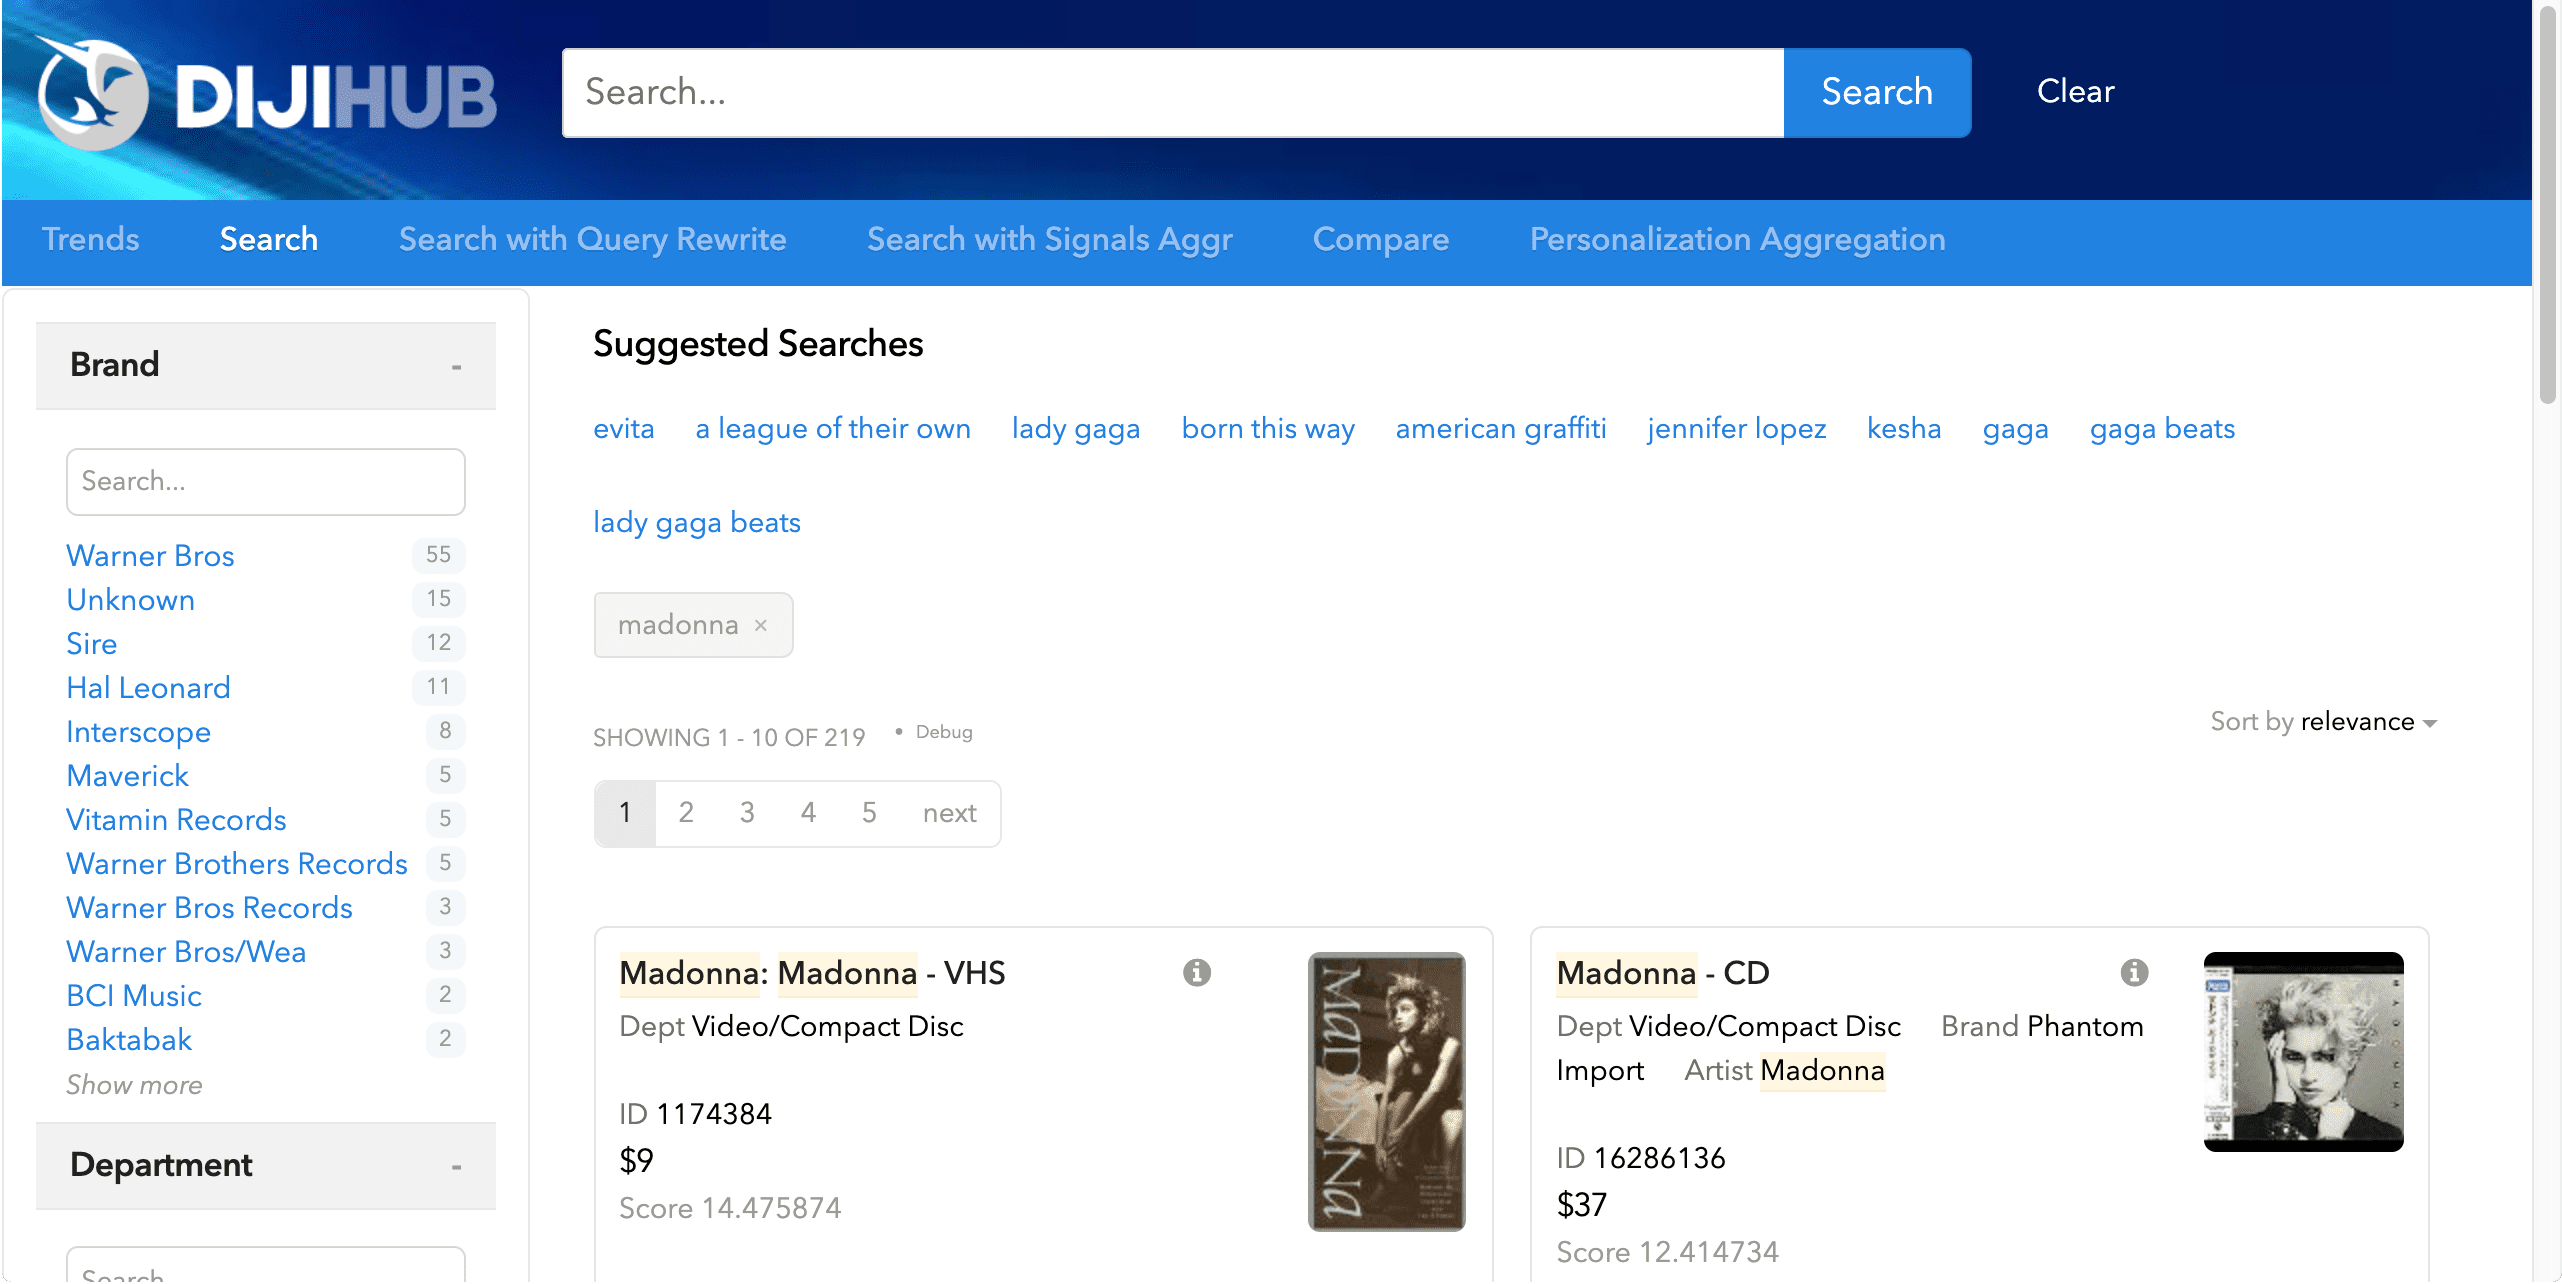 DIJIHUB
Search...
Search
Clear
Trends
Search
Search with Query Rewrite
Search with Signals Aggr
Compare
Personalization Aggregation
Brand -
Search...
Warner Bros 55
Unknown 15
Sire 12
Hal Leonard 11
Interscope 8
Maverick 5
Vitamin Records 5
Warner Brothers Records 5
Warner Bros Records 3
Warner Bros/Wea 3
BCI Music 2
Baktabak 2
Show more
Department -
Search
Suggested Searches
evita a league of their own lady gaga born this way american graffiti jennifer lopez kesha gaga gaga beats
lady gaga beats
madonna ×
SHOWING 1 - 10 OF 219 • Debug
Sort by relevance
1 2 3 4 5 next
Madonna: Madonna - VHS
Dept Video/Compact Disc
ID 1174384
$9
Score 14.475874
MADONNA
Madonna - CD
Dept Video/Compact Disc Brand Phantom
Import Artist Madonna
ID 16286136
$37
Score 12.414734